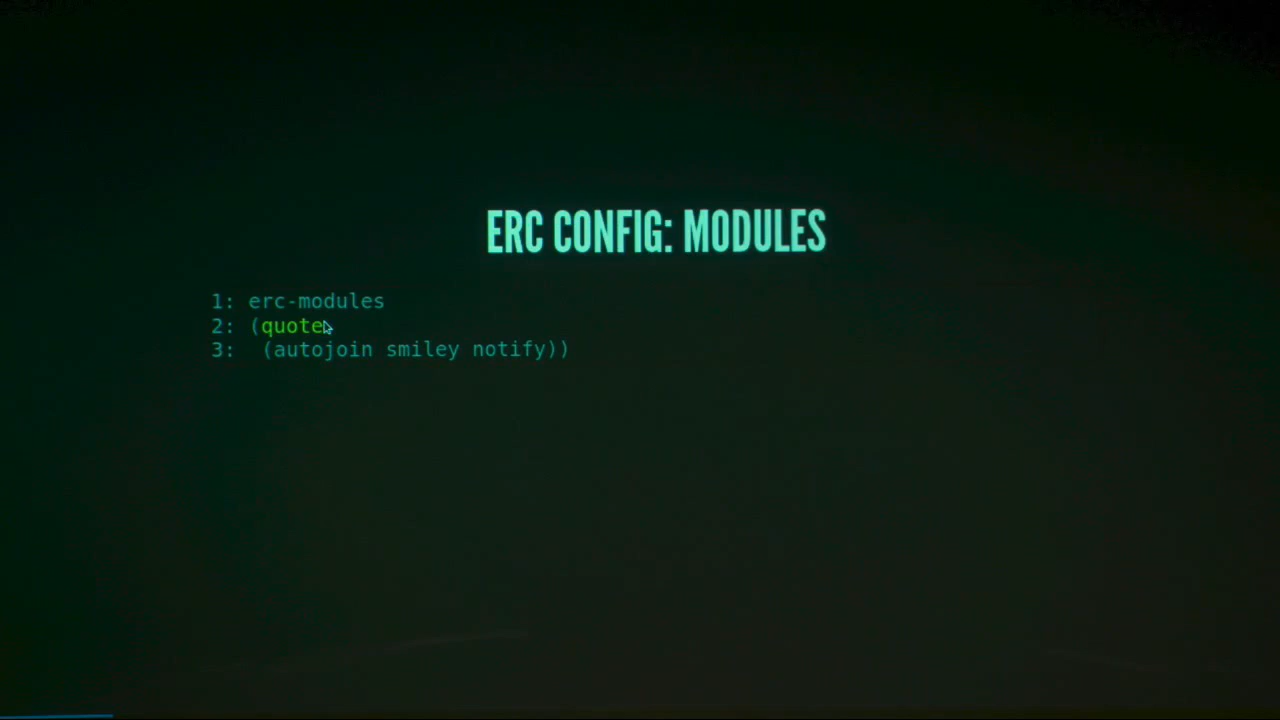 ERC CONFIG: MODULES
1: erc-modules
2: (quote
3:  (autojoin smiley notify))